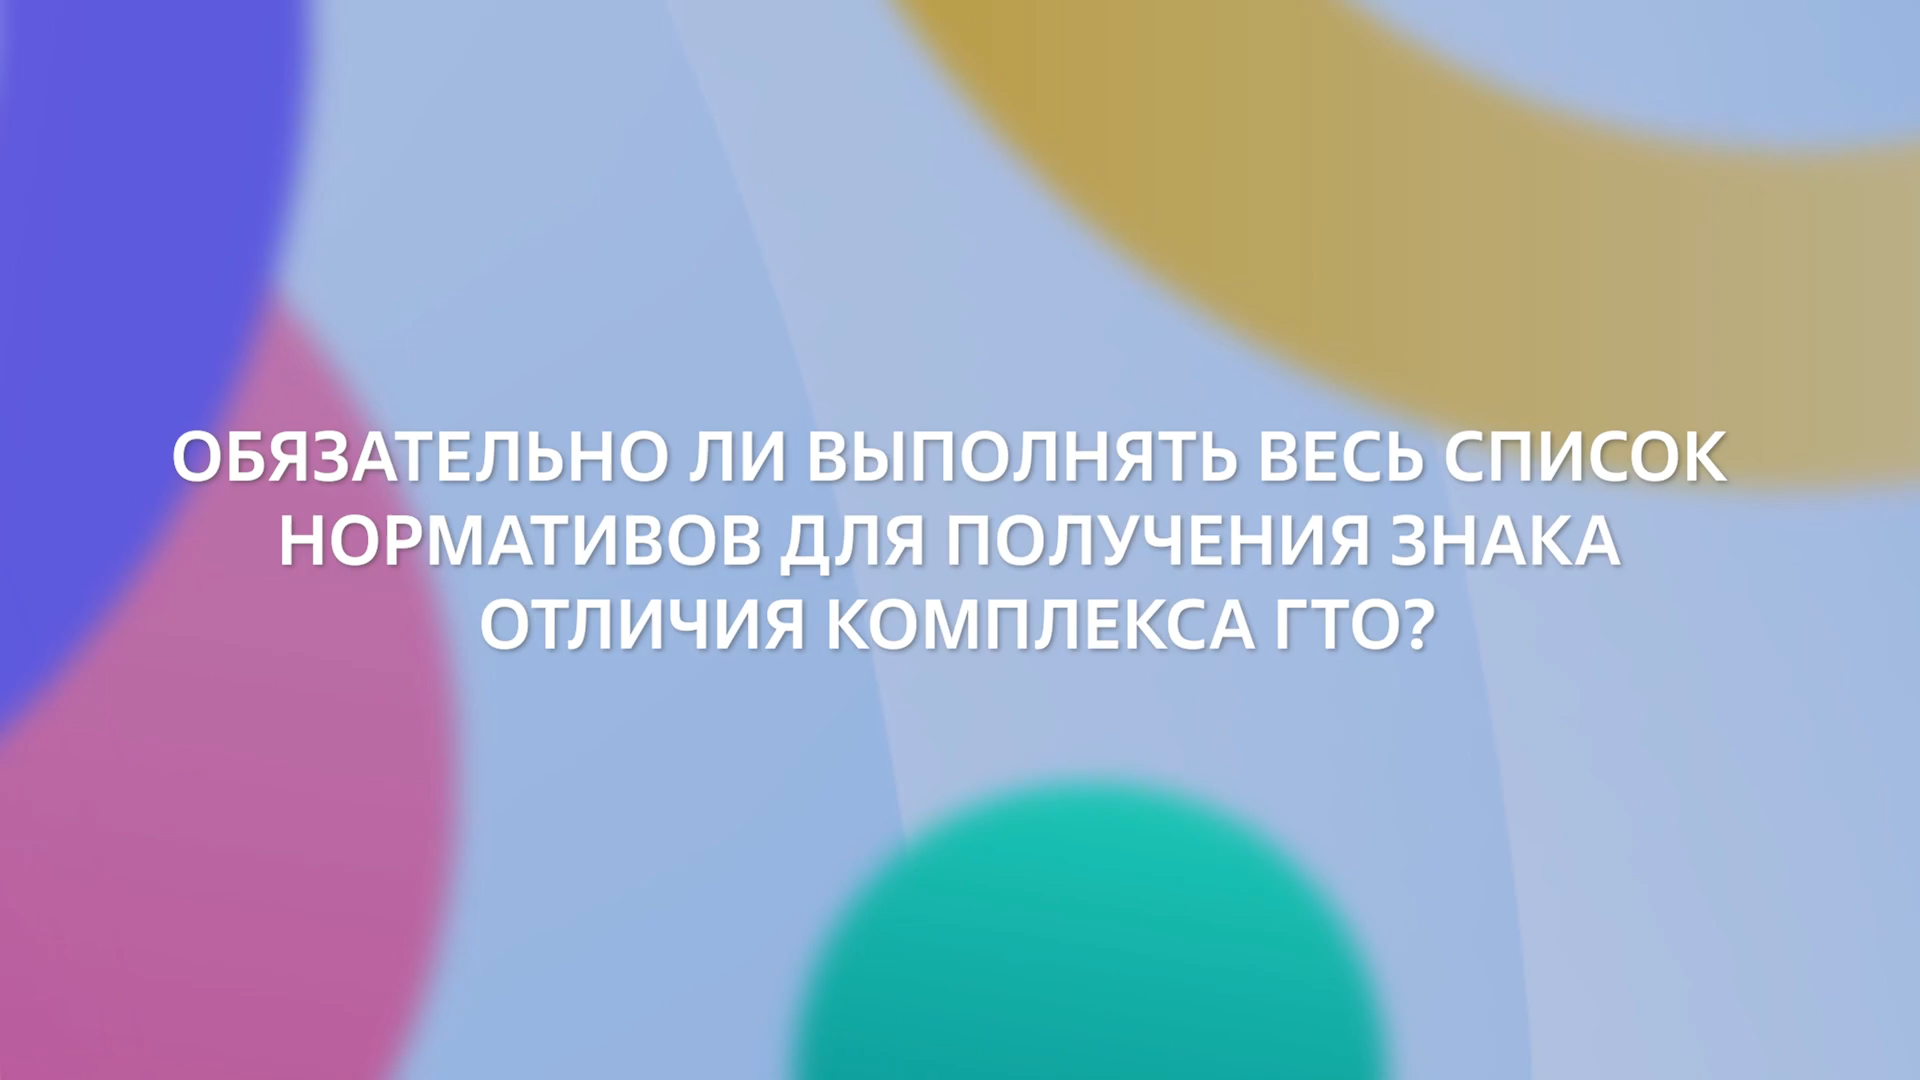 ОБЯЗАТЕЛЬНО ЛИ ВЫПОЛНЯТЬ ВЕСЬ СПИСОК
НОРМАТИВОВ ДЛЯ ПОЛУЧЕНИЯ ЗНАКА
ОТЛИЧИЯ КОМПЛЕКСА ГТО?